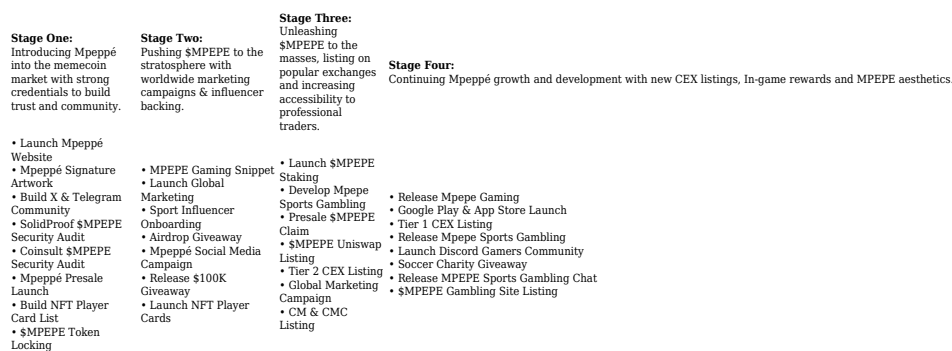 Stage One:
Introducing Mpeppé
into the memecoin
market with strong
credentials to build
trust and community.
Stage Two:
Pushing $MPEPE to the
stratosphere with
worldwide marketing
campaigns & influencer
backing.
Stage Three:
Unleashing
$MPEPE to the
masses, listing on
popular exchanges
and increasing
accessibility to
professional
traders.
Stage Four:
Continuing Mpeppé growth and development with new CEX listings, In-game rewards and MPEPE aesthetics.
• Launch Mpeppé
Website
• Mpeppé Signature
Artwork
• Build X & Telegram
Community
• SolidProof $MPEPE
Security Audit
• Coinsult $MPEPE
Security Audit
• Mpeppé Presale
Launch
• Build NFT Player
Card List
• $MPEPE Token
Locking
• MPEPE Gaming Snippet
• Launch Global
Marketing
• Sport Influencer
Onboarding
• Airdrop Giveaway
• Mpeppé Social Media
Campaign
• Release $100K
Giveaway
• Launch NFT Player
Cards
• Launch $MPEPE
Staking
• Develop Mpepe
Sports Gambling
• Presale $MPEPE
Claim
• $MPEPE Uniswap
Listing
• Tier 2 CEX Listing
• Global Marketing
Campaign
• CM & CMC
Listing
• Release Mpepe Gaming
• Google Play & App Store Launch
• Tier 1 CEX Listing
• Release Mpepe Sports Gambling
• Launch Discord Gamers Community
• Soccer Charity Giveaway
• Release MPEPE Sports Gambling Chat
• $MPEPE Gambling Site Listing